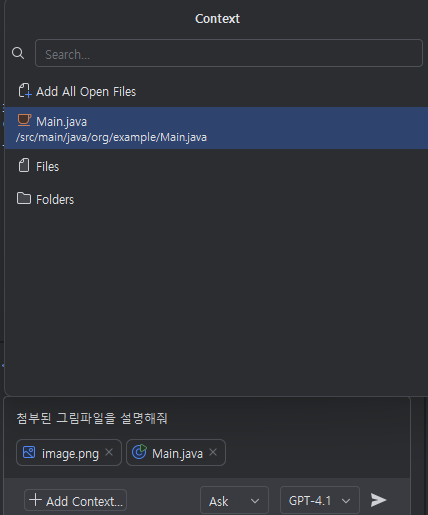 Context
Search...
Add All Open Files
Main.java
/src/main/java/org/example/Main.java
Files
Folders
첨부된 그림파일을 설명해줘
image.png × Main.java ×
+ Add Context... Ask GPT-4.1